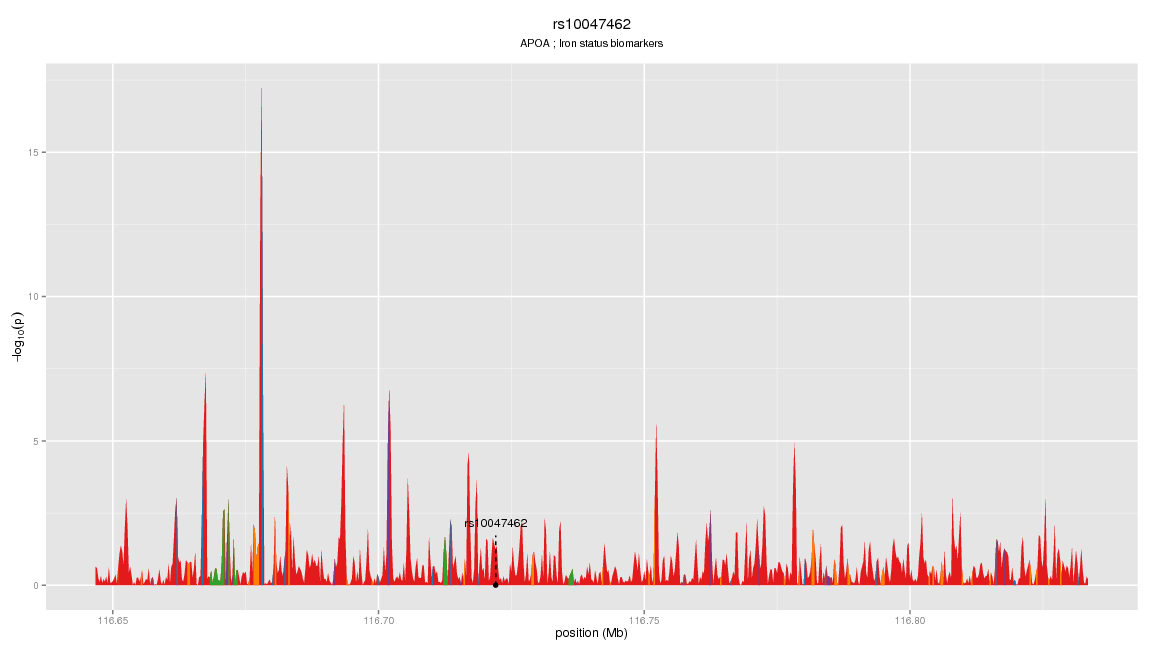 rs10047462
APOA ; Iron status biomarkers
15
10
5
0
−log10(p)
rs10047462
116.65
116.70
116.75
116.80
position (Mb)